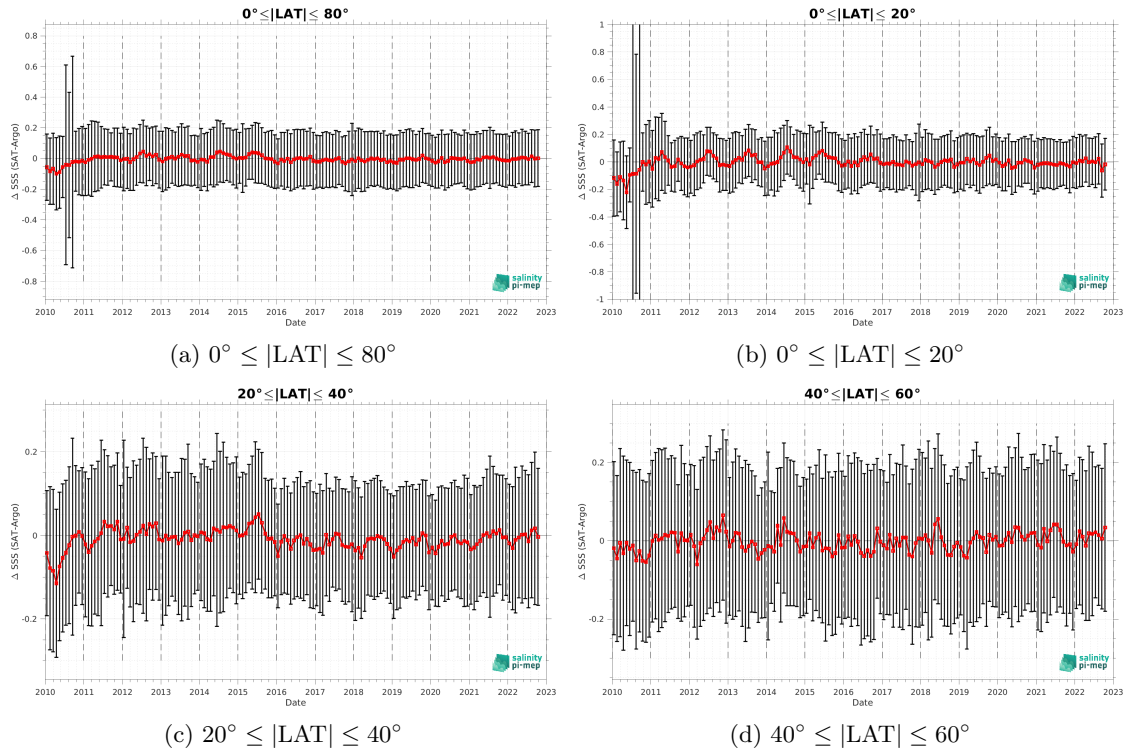 0°≤|LAT|≤ 80°
0.8
0.6
0.4
0.2
0
-0.2
-0.4
-0.6
-0.8
Δ SSS (SAT-Argo)
2010 2011 2012 2013 2014 2015 2016 2017 2018 2019 2020 2021 2022 2023
Date
salinity
pi-mep
(a) 0° ≤ |LAT| ≤ 80°
0°≤|LAT|≤ 20°
1
0.8
0.6
0.4
0.2
0
-0.2
-0.4
-0.6
-0.8
-1
Δ SSS (SAT-Argo)
2010 2011 2012 2013 2014 2015 2016 2017 2018 2019 2020 2021 2022 2023
Date
salinity
pi-mep
(b) 0° ≤ |LAT| ≤ 20°
20°≤|LAT|≤ 40°
0.2
0
-0.2
Δ SSS (SAT-Argo)
2010 2011 2012 2013 2014 2015 2016 2017 2018 2019 2020 2021 2022 2023
Date
salinity
pi-mep
(c) 20° ≤ |LAT| ≤ 40°
40°≤|LAT|≤ 60°
0.2
0
-0.2
Δ SSS (SAT-Argo)
2010 2011 2012 2013 2014 2015 2016 2017 2018 2019 2020 2021 2022 2023
Date
salinity
pi-mep
(d) 40° ≤ |LAT| ≤ 60°